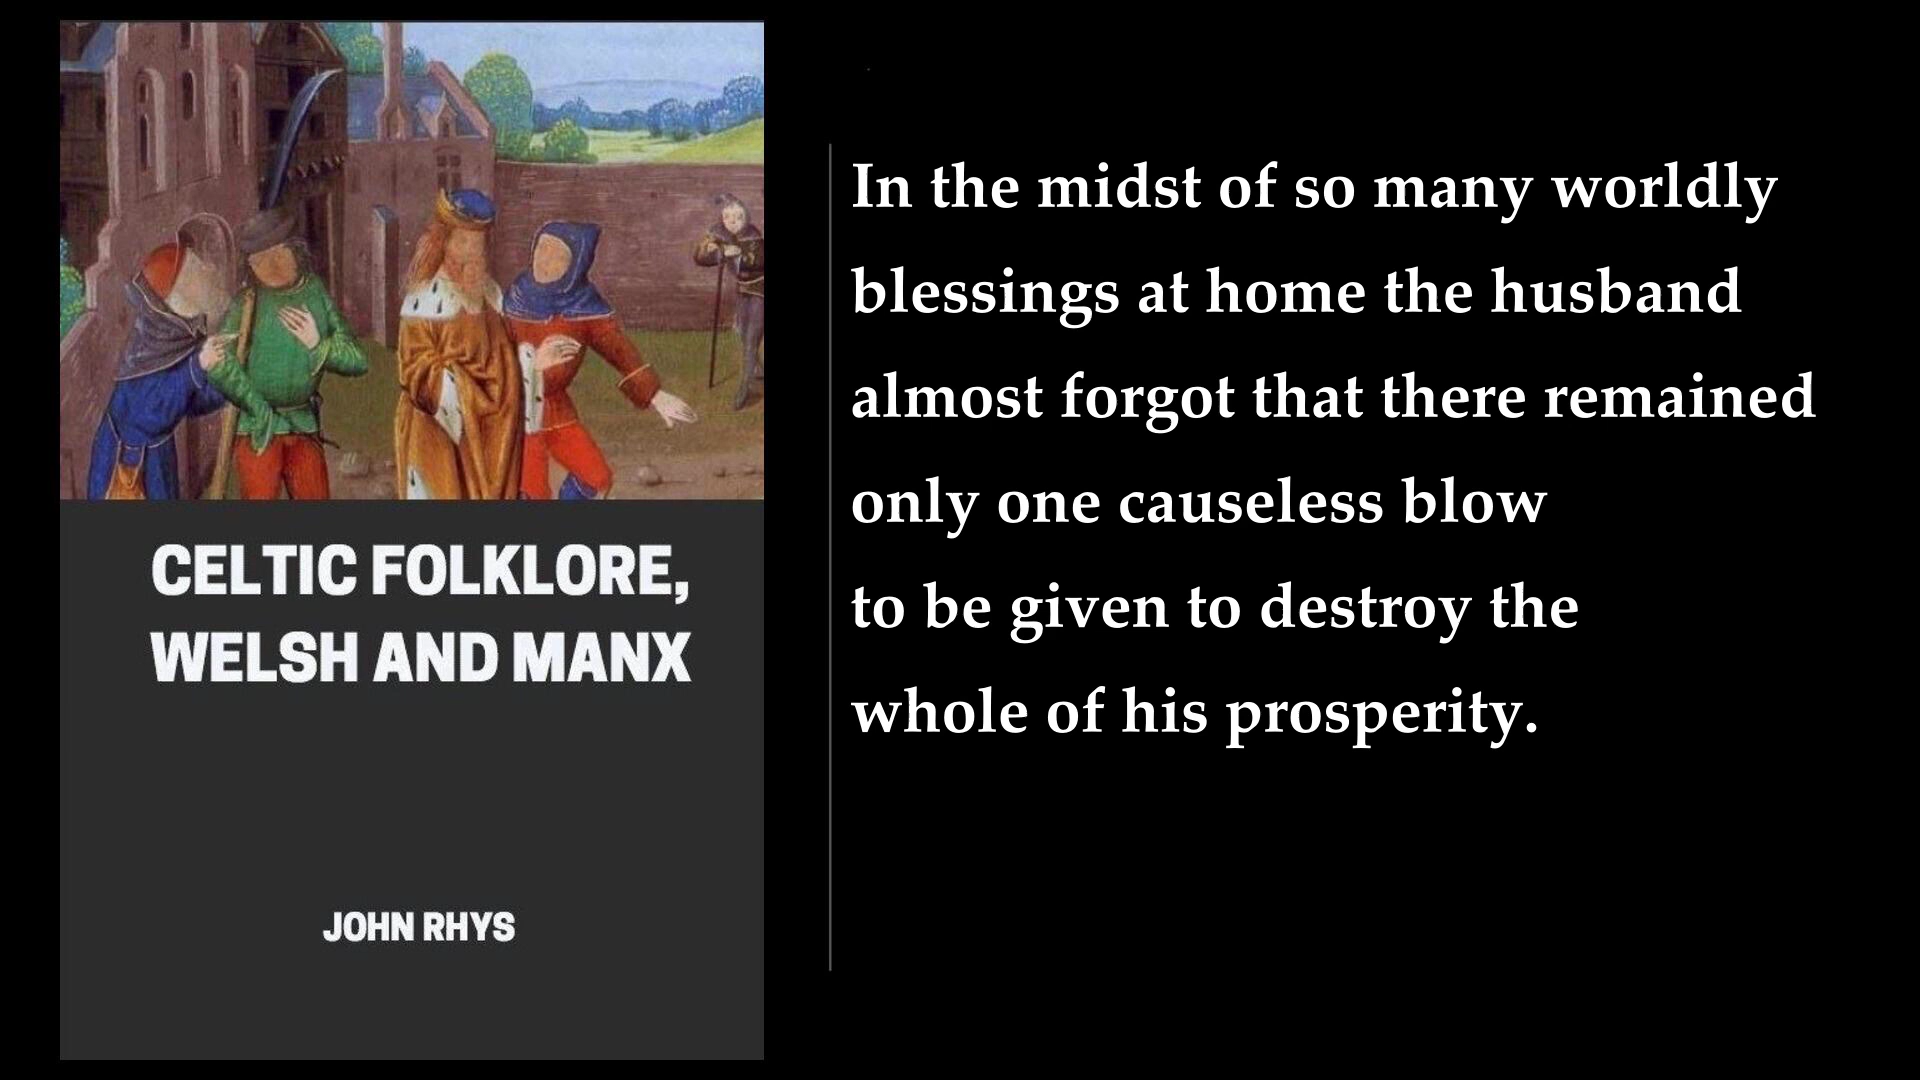 CELTIC FOLKLORE,
WELSH AND MANX
JOHN RHYS
In the midst of so many worldly
blessings at home the husband
almost forgot that there remained
only one causeless blow
to be given to destroy the
whole of his prosperity.